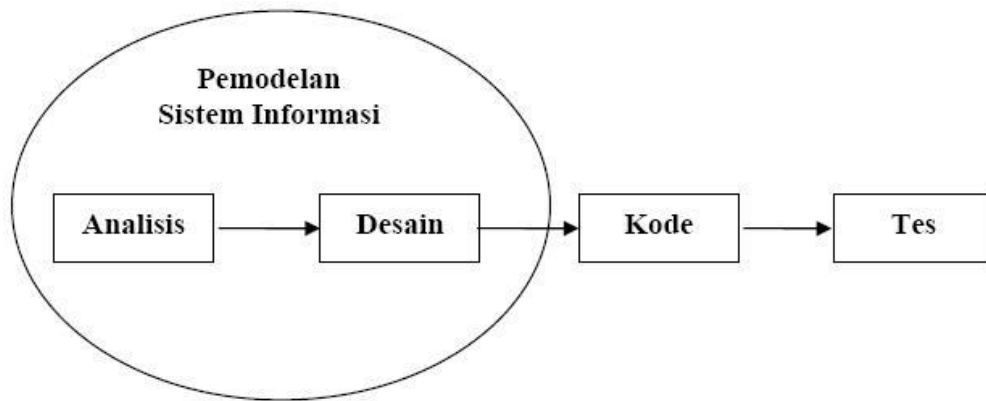 Pemodelan
Sistem Informasi
Analisis
Desain
Kode
Tes